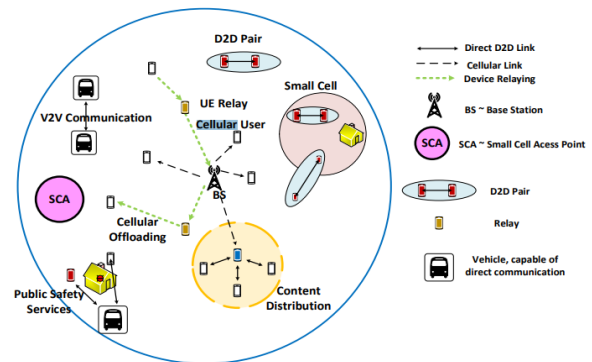 D2D Pair
Direct D2D Link
Cellular Link
Device Relaying
Small Cell
UE Relay
BS ~ Base Station
V2V Communication
Cellular User
SCA
SCA ~ Small Cell Acess Point
SCA
BS
D2D Pair
Cellular
Offloading
Relay
Vehicle, capable of
direct communication
Public Safety
Services
Content
Distribution